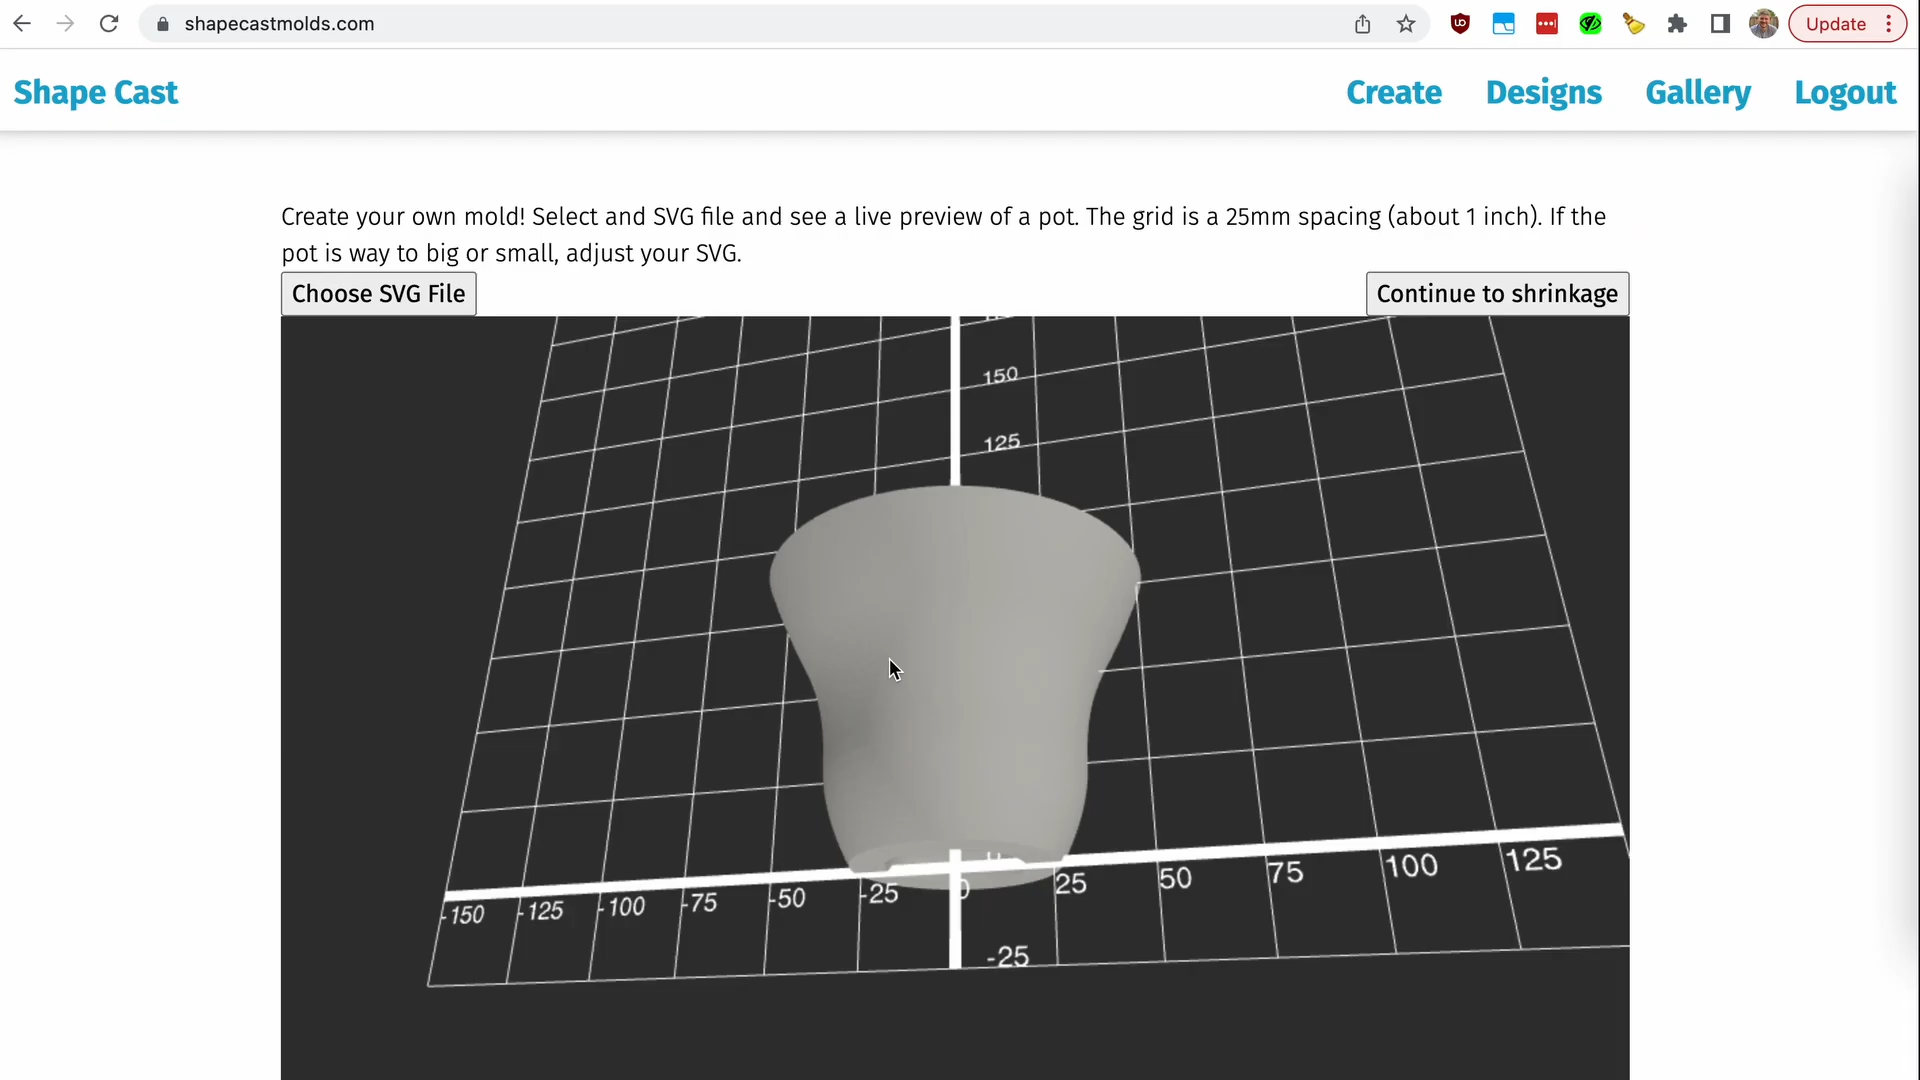 shapecastmolds.com
Update
Shape Cast
Create Designs Gallery Logout
Create your own mold! Select and SVG file and see a live preview of a pot. The grid is a 25mm spacing (about 1 inch). If the
pot is way to big or small, adjust your SVG.
Choose SVG File
Continue to shrinkage
150
125
-150 -125 -100 -75 -50 -25 0 25 50 75 100 125
-25